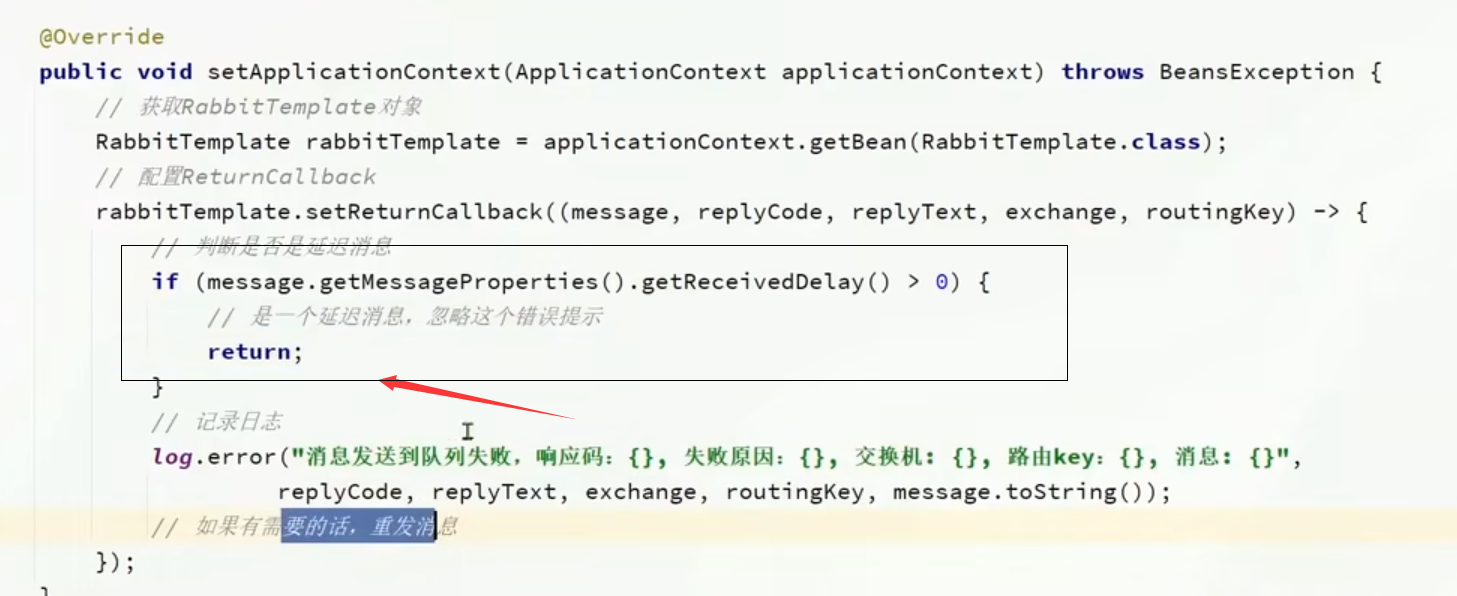 @Override
public void setApplicationContext(ApplicationContext applicationContext) throws BeansException {
// 获取RabbitTemplate对象
RabbitTemplate rabbitTemplate = applicationContext.getBean(RabbitTemplate.class);
// 配置ReturnCallback
rabbitTemplate.setReturnCallback((message, replyCode, replyText, exchange, routingKey) -> {
// 判断是否是延迟消息
if (message.getMessageProperties().getReceivedDelay() > 0) {
// 是一个延迟消息，忽略这个错误提示
return;
}
// 记录日志
log.error("消息发送到队列失败，响应码：{}, 失败原因：{}, 交换机: {}, 路由key：{}, 消息: {}",
replyCode, replyText, exchange, routingKey, message.toString());
// 如果有需要的话，重发消息
});